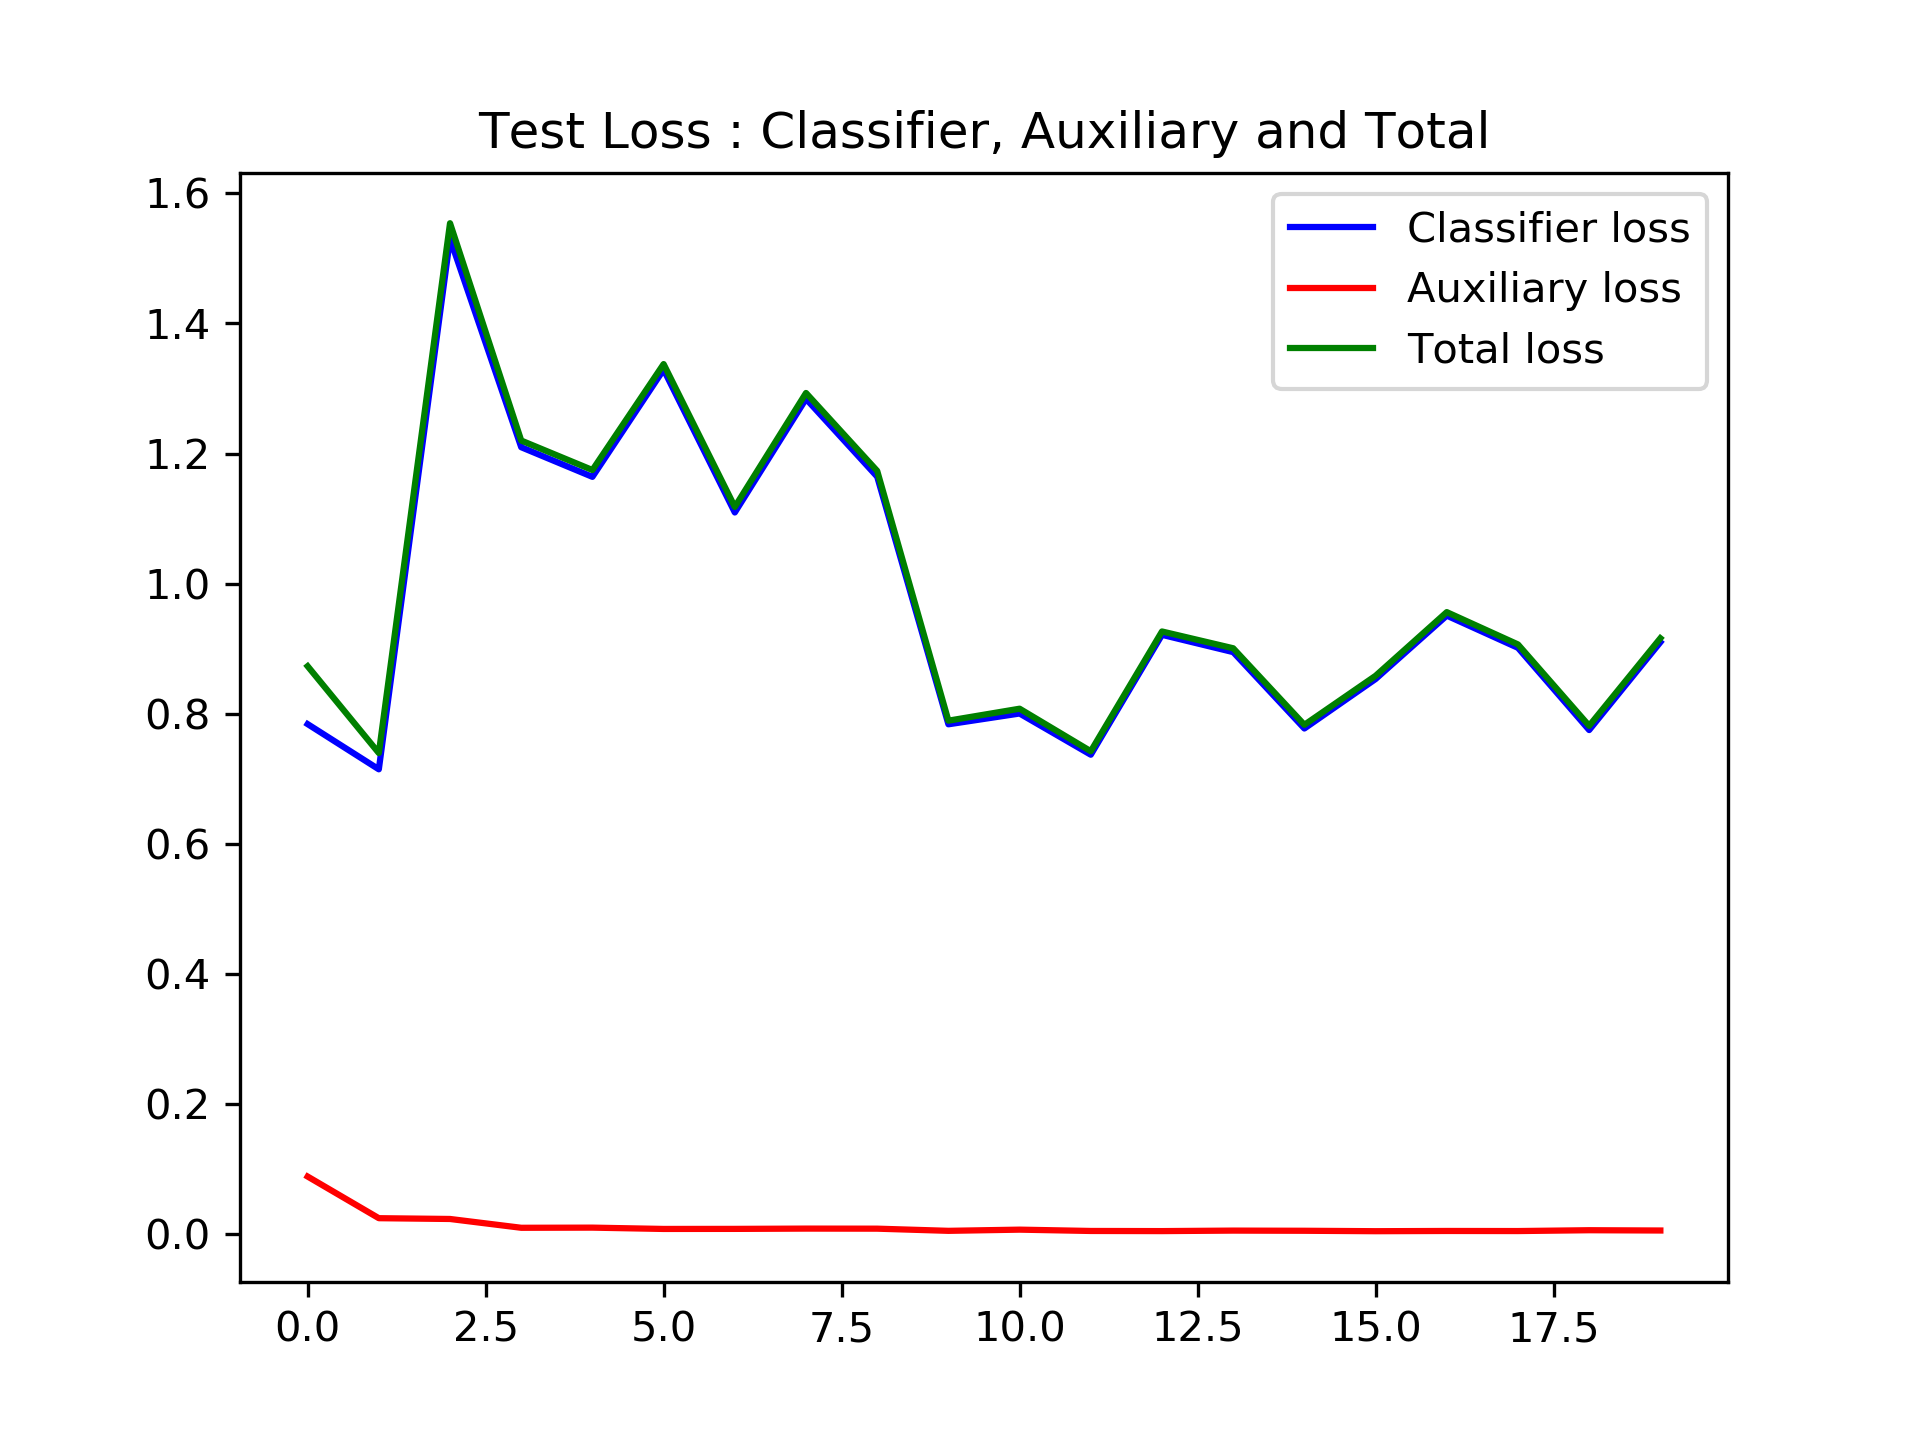 Test Loss : Classifier, Auxiliary and Total
1.6
1.4
1.2
1.0
0.8
0.6
0.4
0.2
0.0
Classifier loss
Auxiliary loss
Total loss
0.0 2.5 5.0 7.5 10.0 12.5 15.0 17.5